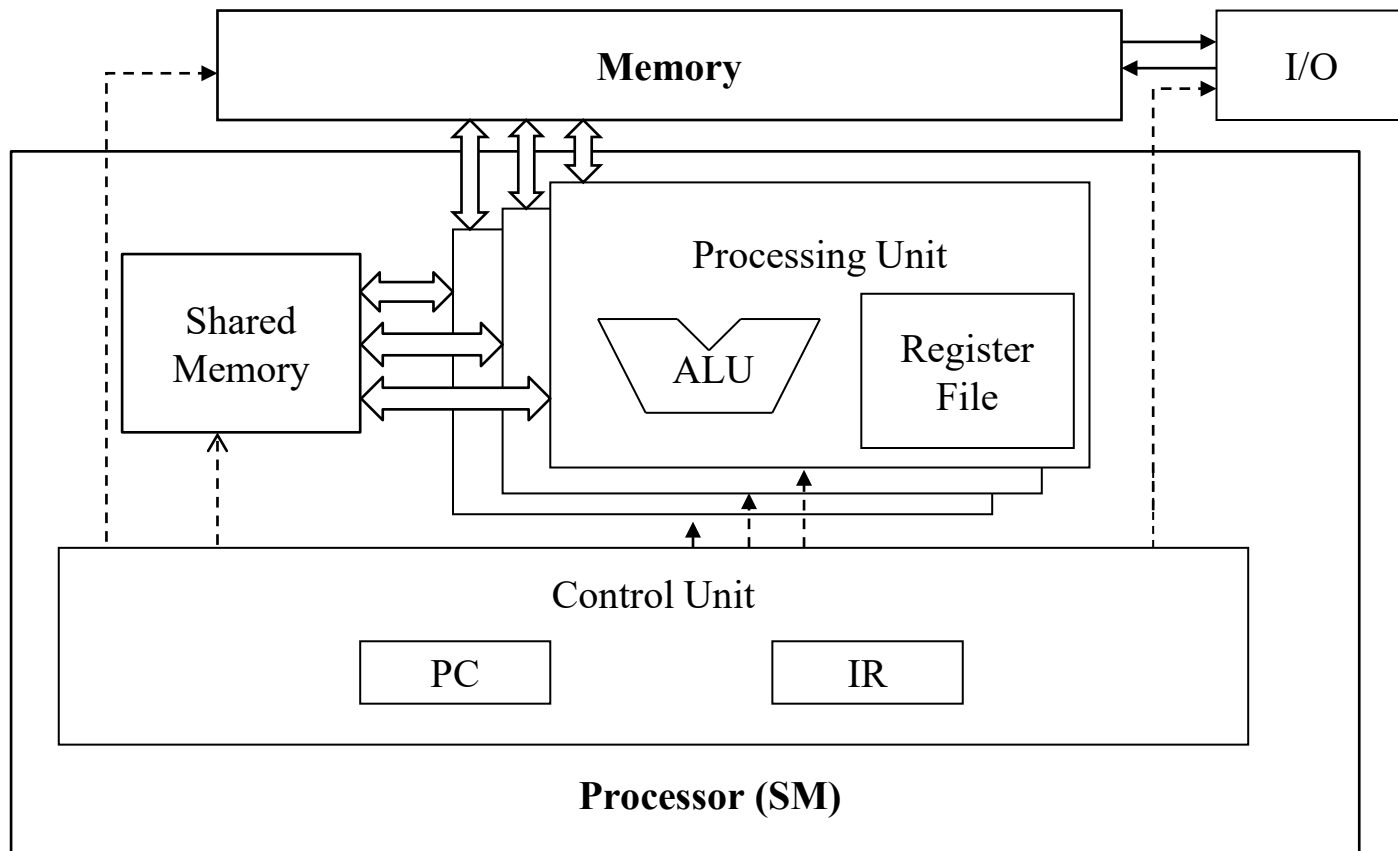 Memory
I/O
Processing Unit
Shared
Memory
ALU
Register
File
Control Unit
PC
IR
Processor (SM)